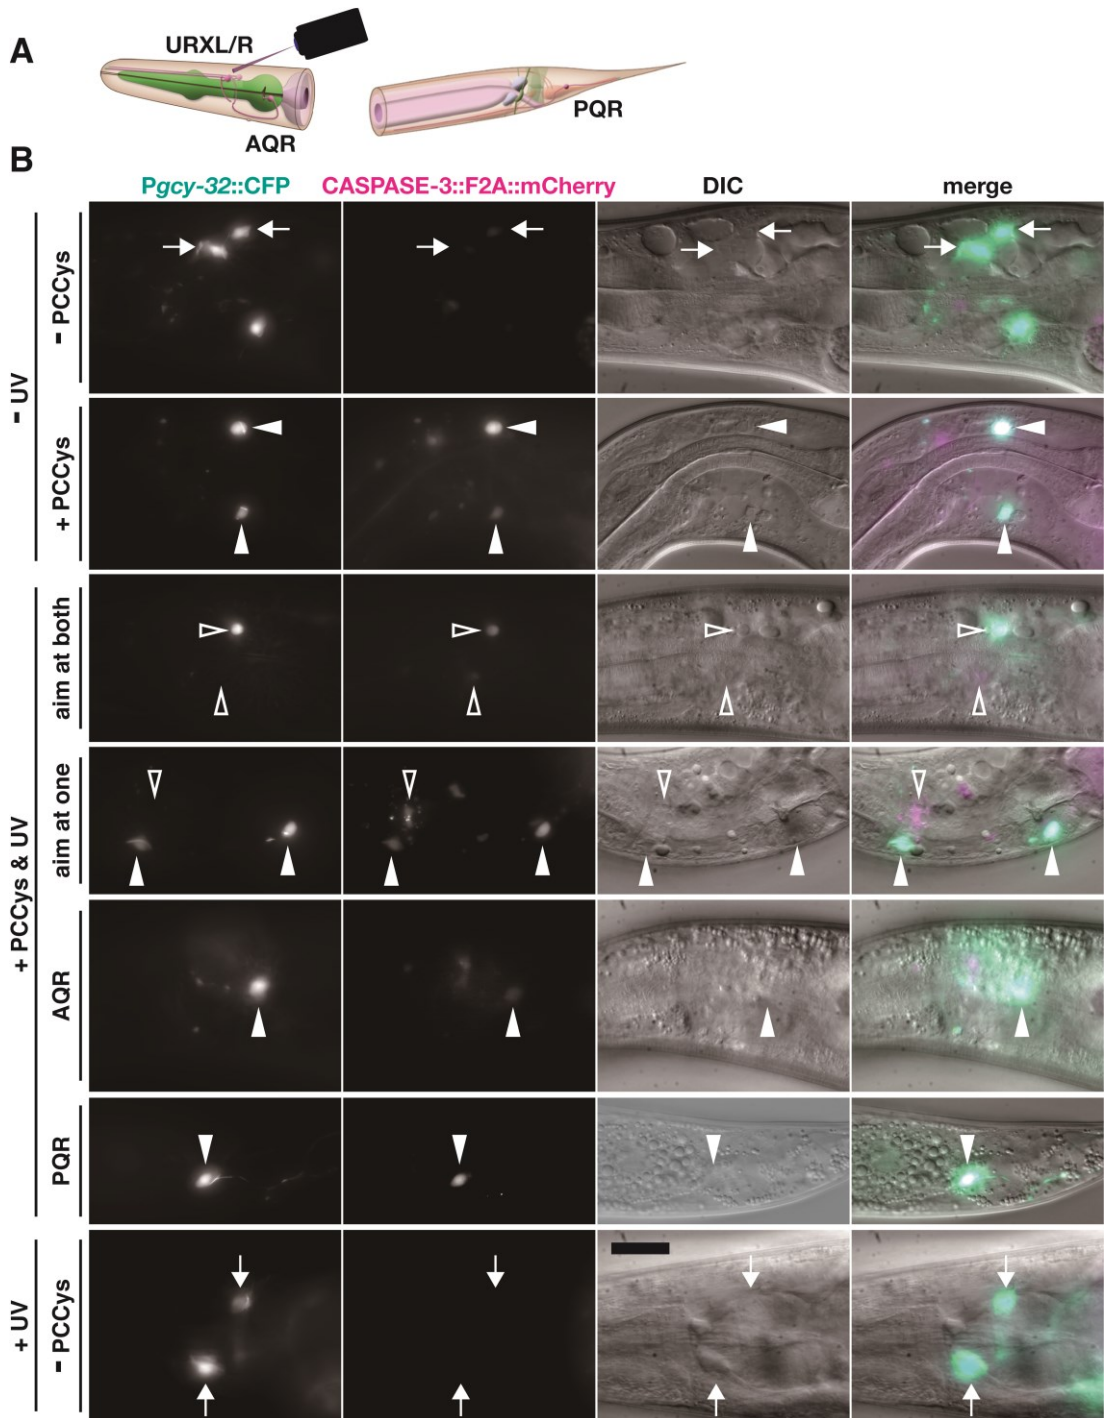 A
URXL/R
AQR
PQR
B
Pgcy-32::CFP
CASPASE-3::F2A::mCherry
DIC
merge
- UV
- PCCys
+ PCCys
+ PCCys & UV
aim at both
aim at one
AQR
PQR
+ UV
- PCCys